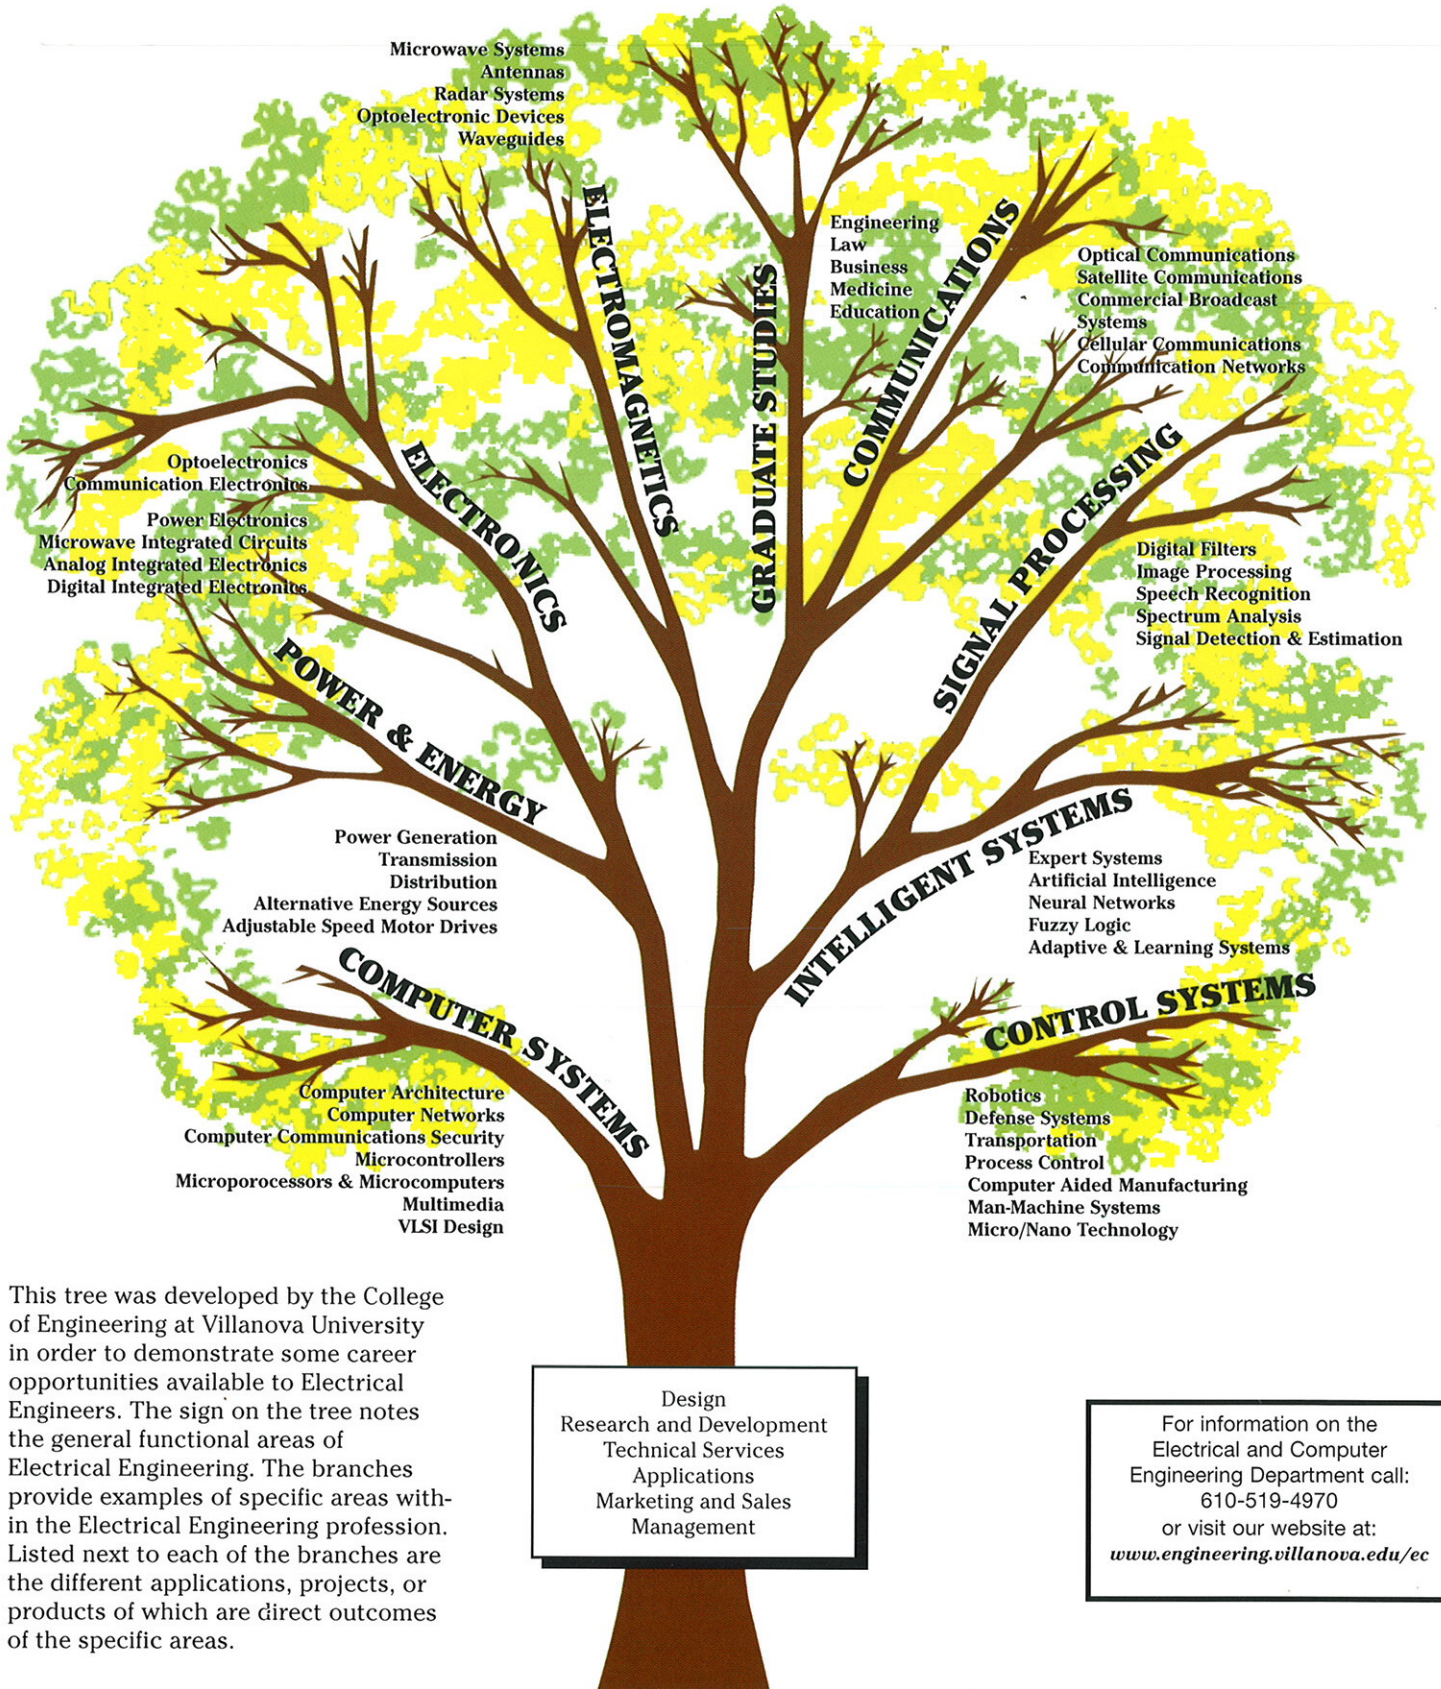 Microwave Systems
Antennas
Radar Systems
Optoelectronic Devices
Waveguides
ELECTROMAGNETICS
GRADUATE STUDIES
Engineering
Law
Business
Medicine
Education
COMMUNICATIONS
Optical Communications
Satellite Communications
Commercial Broadcast
Systems
Cellular Communications
Communication Networks
ELECTRONICS
Optoelectronics
Communication Electronics
Power Electronics
Microwave Integrated Circuits
Analog Integrated Electronics
Digital Integrated Electronics
SIGNAL PROCESSING
Digital Filters
Image Processing
Speech Recognition
Spectrum Analysis
Signal Detection & Estimation
POWER & ENERGY
Power Generation
Transmission
Distribution
Alternative Energy Sources
Adjustable Speed Motor Drives
INTELLIGENT SYSTEMS
Expert Systems
Artificial Intelligence
Neural Networks
Fuzzy Logic
Adaptive & Learning Systems
COMPUTER SYSTEMS
Computer Architecture
Computer Networks
Computer Communications Security
Microcontrollers
Microporocessors & Microcomputers
Multimedia
VLSI Design
CONTROL SYSTEMS
Robotics
Defense Systems
Transportation
Process Control
Computer Aided Manufacturing
Man-Machine Systems
Micro/Nano Technology
This tree was developed by the College
of Engineering at Villanova University
in order to demonstrate some career
opportunities available to Electrical
Engineers. The sign on the tree notes
the general functional areas of
Electrical Engineering. The branches
provide examples of specific areas with-
in the Electrical Engineering profession.
Listed next to each of the branches are
the different applications, projects, or
products of which are direct outcomes
of the specific areas.
Design
Research and Development
Technical Services
Applications
Marketing and Sales
Management
For information on the
Electrical and Computer
Engineering Department call:
610-519-4970
or visit our website at:
www.engineering.villanova.edu/ec